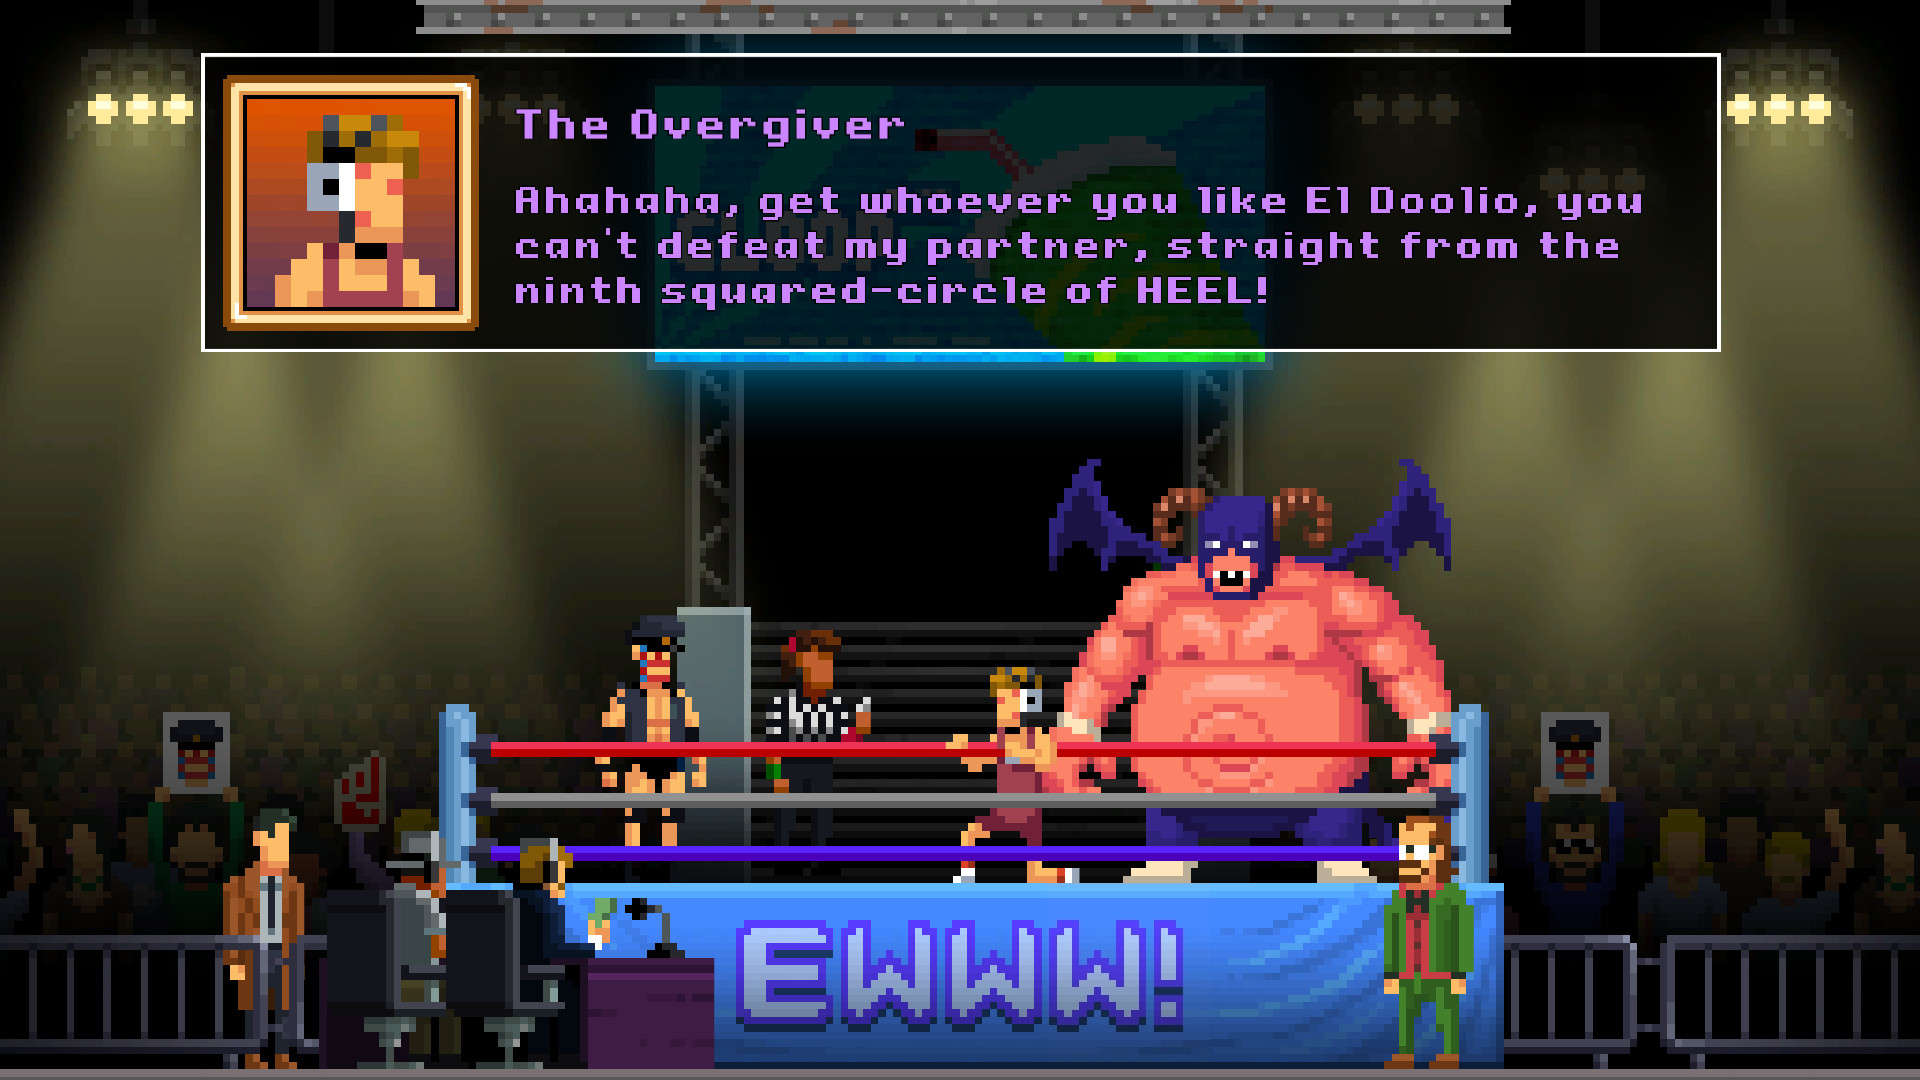 The Overgiver
Ahahaha, get whoever you like El Doolio, you
can't defeat my partner, straight from the
ninth squared-circle of HEEL!
EWWW!